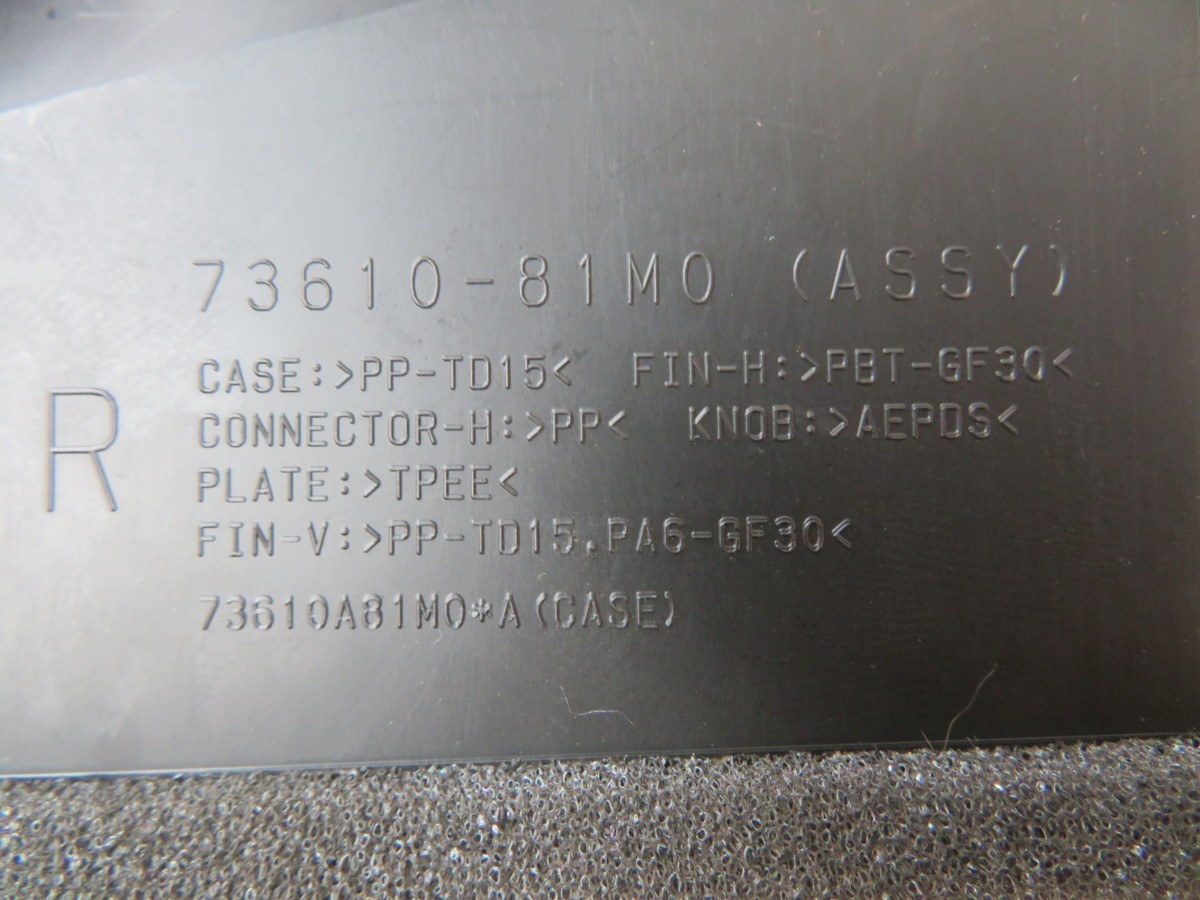 73610-81M0 (ASSY)
R
CASE:>PP-TD15< FIN-H:>PBT-GF30<
CONNECTOR-H:>PP< KNOB:>AEPDS<
PLATE:>TPEE<
FIN-V:>PP-TD15,PA6-GF30<
73610A81M0*A(CASE)